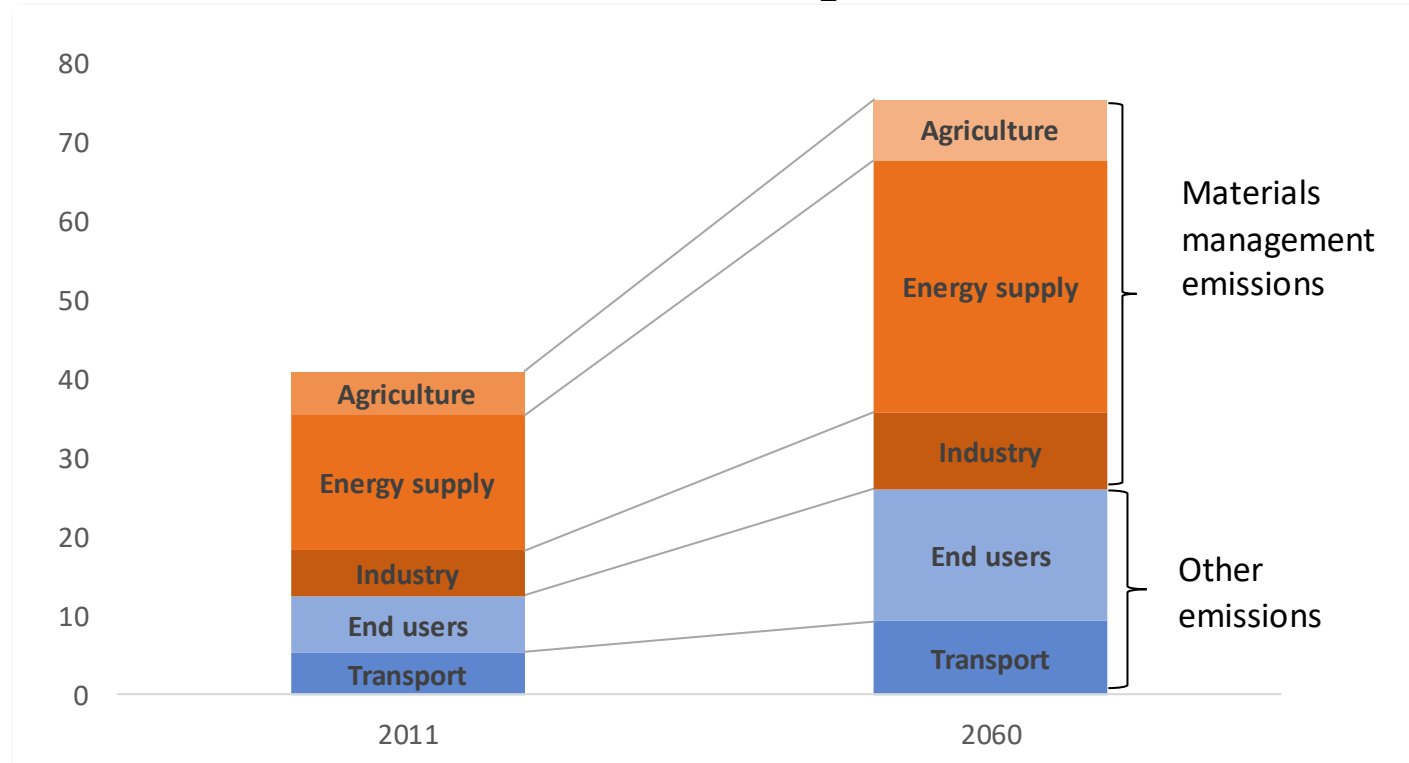 80
70
60
50
40
30
20
10
0
Agriculture
Energy supply
Industry
End users
Transport
2011
Agriculture
Energy supply
Industry
End users
Transport
2060
Materials
management
emissions
Other
emissions